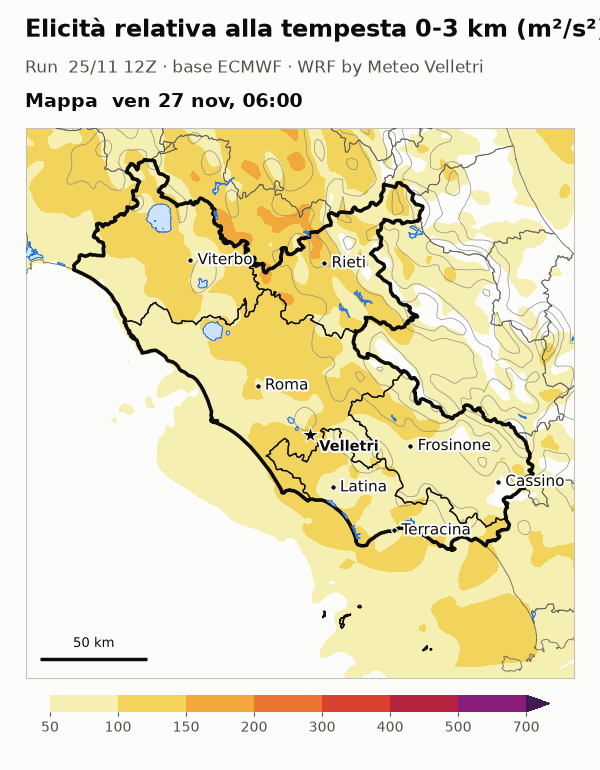 Elicità relativa alla tempesta 0-3 km (m²/s²)
Run  25/11 12Z · base ECMWF · WRF by Meteo Velletri
Mappa  ven 27 nov, 06:00
Viterbo
Rieti
Roma
Velletri
Frosinone
Latina
Cassino
Terracina
50 km
50 100 150 200 300 400 500 700